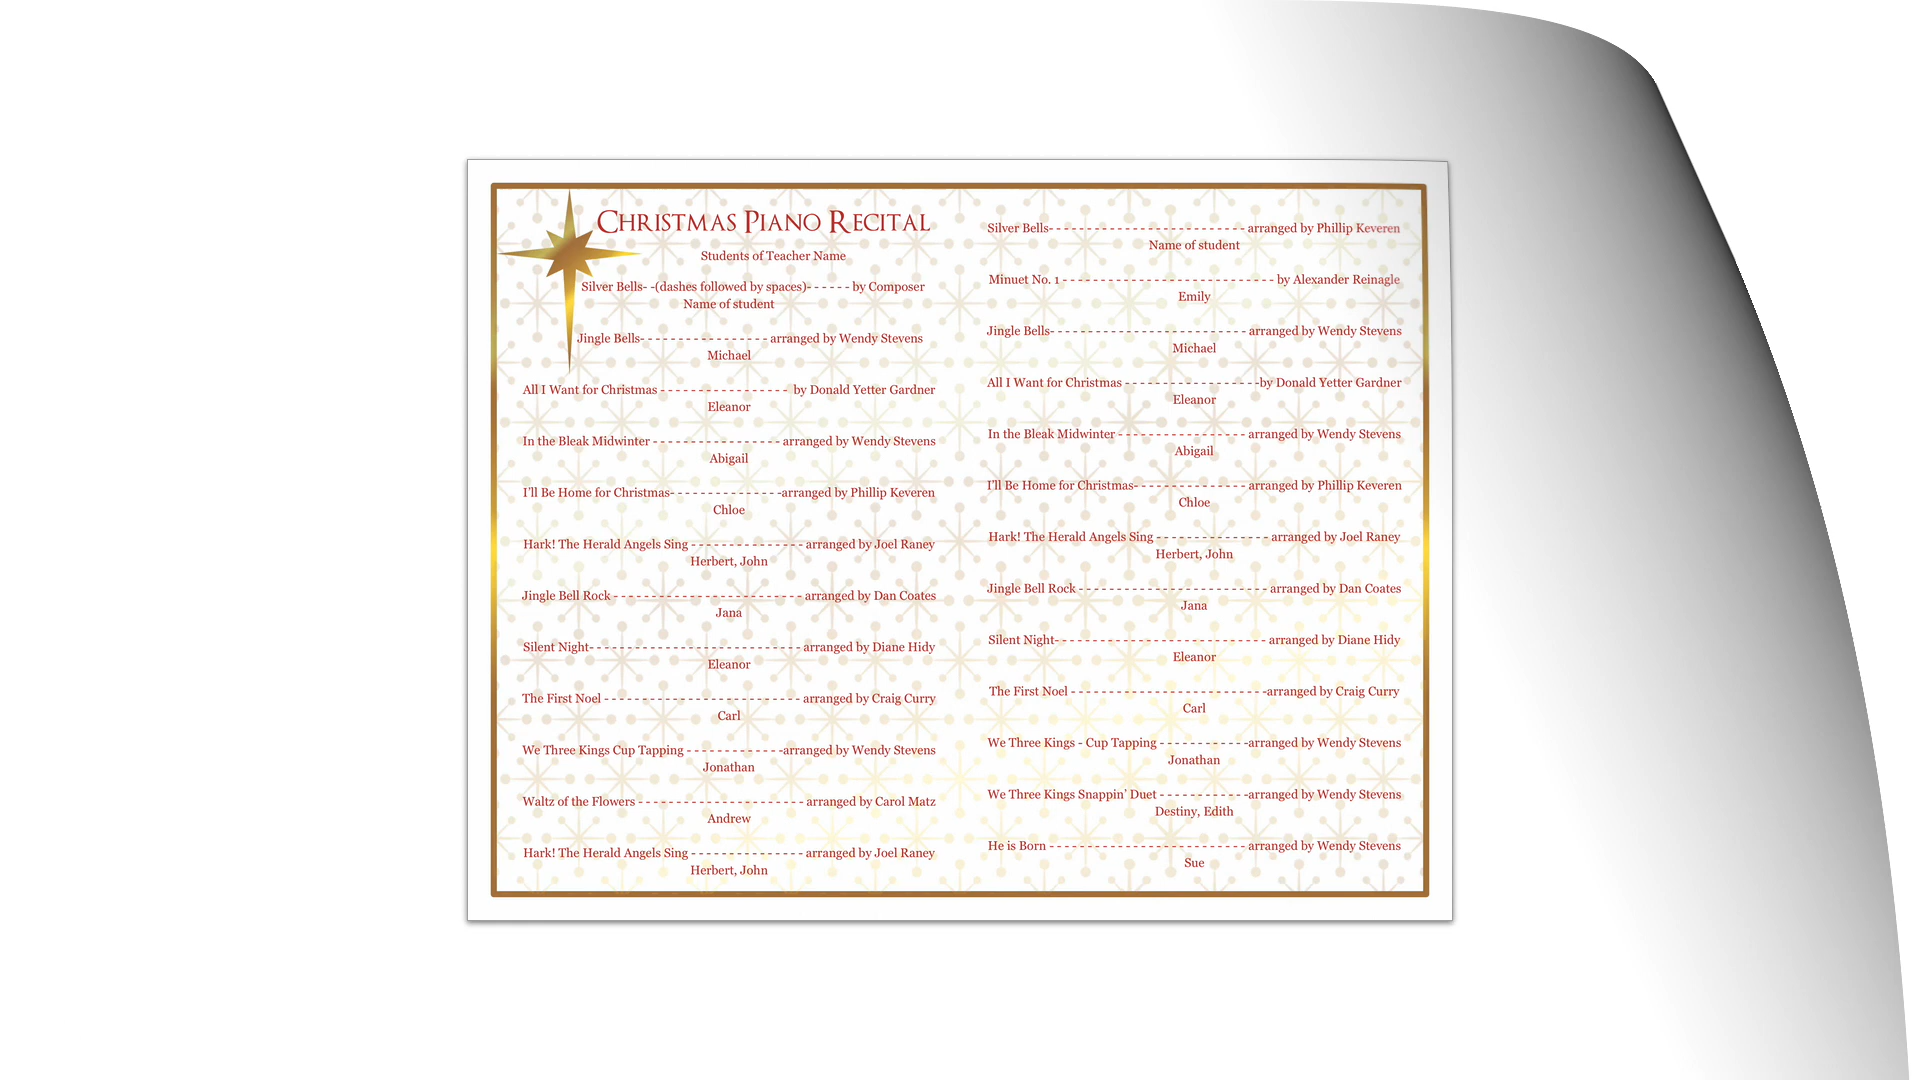 CHRISTMAS PIANO RECITAL
Students of Teacher Name
Silver Bells- -(dashes followed by spaces)- - - - - - by Composer
Name of student
Jingle Bells- - - - - - - - - - - - - - - - - - arranged by Wendy Stevens
Michael
All I Want for Christmas - - - - - - - - - - - - - - - - - - by Donald Yetter Gardner
Eleanor
In the Bleak Midwinter - - - - - - - - - - - - - - - - - - arranged by Wendy Stevens
Abigail
I'll Be Home for Christmas- - - - - - - - - - - - - - - -arranged by Phillip Keveren
Chloe
Hark! The Herald Angels Sing - - - - - - - - - - - - - - - - arranged by Joel Raney
Herbert, John
Jingle Bell Rock - - - - - - - - - - - - - - - - - - - - - - - - - - arranged by Dan Coates
Jana
Silent Night- - - - - - - - - - - - - - - - - - - - - - - - - - - - - arranged by Diane Hidy
Eleanor
The First Noel - - - - - - - - - - - - - - - - - - - - - - - - - - - arranged by Craig Curry
Carl
We Three Kings Cup Tapping - - - - - - - - - - - - - -arranged by Wendy Stevens
Jonathan
Waltz of the Flowers - - - - - - - - - - - - - - - - - - - - - - - arranged by Carol Matz
Andrew
Hark! The Herald Angels Sing - - - - - - - - - - - - - - - - arranged by Joel Raney
Herbert, John
Silver Bells- - - - - - - - - - - - - - - - - - - - - - - - - - - arranged by Phillip Keveren
Name of student
Minuet No. 1 - - - - - - - - - - - - - - - - - - - - - - - - - - - - - by Alexander Reinagle
Emily
Jingle Bells- - - - - - - - - - - - - - - - - - - - - - - - - - - arranged by Wendy Stevens
Michael
All I Want for Christmas - - - - - - - - - - - - - - - - - - -by Donald Yetter Gardner
Eleanor
In the Bleak Midwinter - - - - - - - - - - - - - - - - - - arranged by Wendy Stevens
Abigail
I'll Be Home for Christmas- - - - - - - - - - - - - - - - arranged by Phillip Keveren
Chloe
Hark! The Herald Angels Sing - - - - - - - - - - - - - - - - arranged by Joel Raney
Herbert, John
Jingle Bell Rock - - - - - - - - - - - - - - - - - - - - - - - - - - arranged by Dan Coates
Jana
Silent Night- - - - - - - - - - - - - - - - - - - - - - - - - - - - - arranged by Diane Hidy
Eleanor
The First Noel - - - - - - - - - - - - - - - - - - - - - - - - - - -arranged by Craig Curry
Carl
We Three Kings - Cup Tapping - - - - - - - - - - - - -arranged by Wendy Stevens
Jonathan
We Three Kings Snappin' Duet - - - - - - - - - - - - -arranged by Wendy Stevens
Destiny, Edith
He is Born - - - - - - - - - - - - - - - - - - - - - - - - - - - arranged by Wendy Stevens
Sue